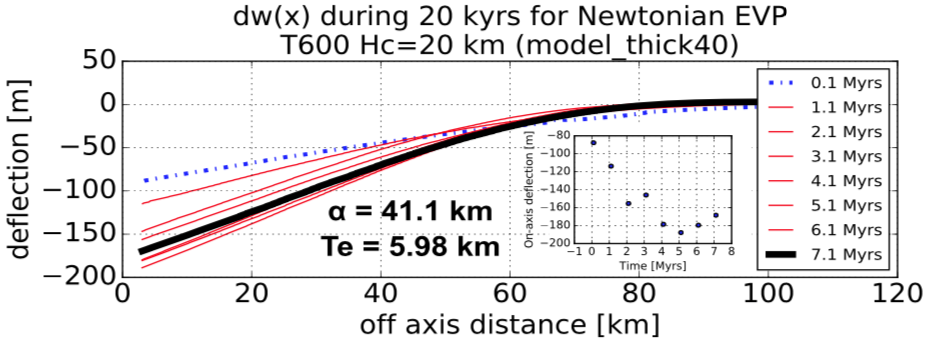 dw(x) during 20 kyrs for Newtonian EVP
T600 Hc=20 km (model_thick40)
deflection [m]
50
0
−50
−100
−150
−200
0
20
40
60
80
100
120
off axis distance [km]
α = 41.1 km
Te = 5.98 km
0.1 Myrs
1.1 Myrs
2.1 Myrs
3.1 Myrs
4.1 Myrs
5.1 Myrs
6.1 Myrs
7.1 Myrs
On-axis deflection [m]
−80
−100
−120
−140
−160
−180
−200
−1 0 1 2 3 4 5 6 7 8
Time [Myrs]